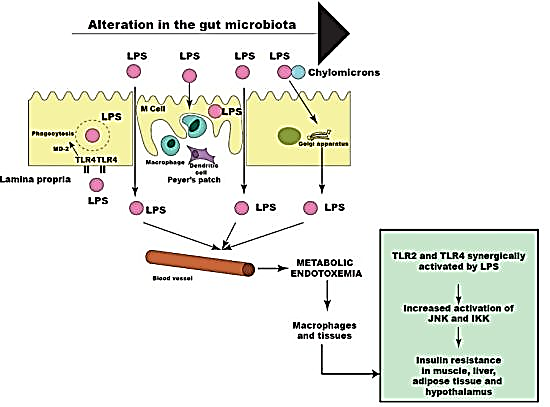 Alteration in the gut microbiota
LPS
LPS
LPS
LPS
Chylomicrons
LPS
Phagocytosis
MD-2
TLR4TLR4
Lamina propria
LPS
M Cell
LPS
Macrophage
Dendritic
cell
Peyer's patch
Golgi apparatus
LPS
LPS
LPS
Blood vessel
METABOLIC
ENDOTOXEMIA
Macrophages
and tissues
TLR2 and TLR4 synergically
activated by LPS
Increased activation of
JNK and IKK
Insulin resistance
in muscle, liver,
adipose tissue and
hypothalamus